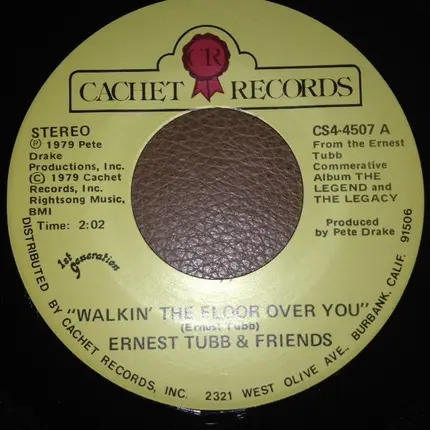 CR
CACHET RECORDS
STEREO
℗ 1979 Pete
Drake
Productions, Inc.
© 1979 Cachet
Records, Inc.
Rightsong Music,
BMI
Time: 2:02
1st Generation
CS4-4507 A
From the Ernest
Tubb
Commerative
Album THE
LEGEND and
THE LEGACY
Produced
by Pete Drake
"WALKIN' THE FLOOR OVER YOU"
(Ernest Tubb)
ERNEST TUBB & FRIENDS
DISTRIBUTED BY CACHET RECORDS, INC. 2321 WEST OLIVE AVE., BURBANK, CALIF. 91506